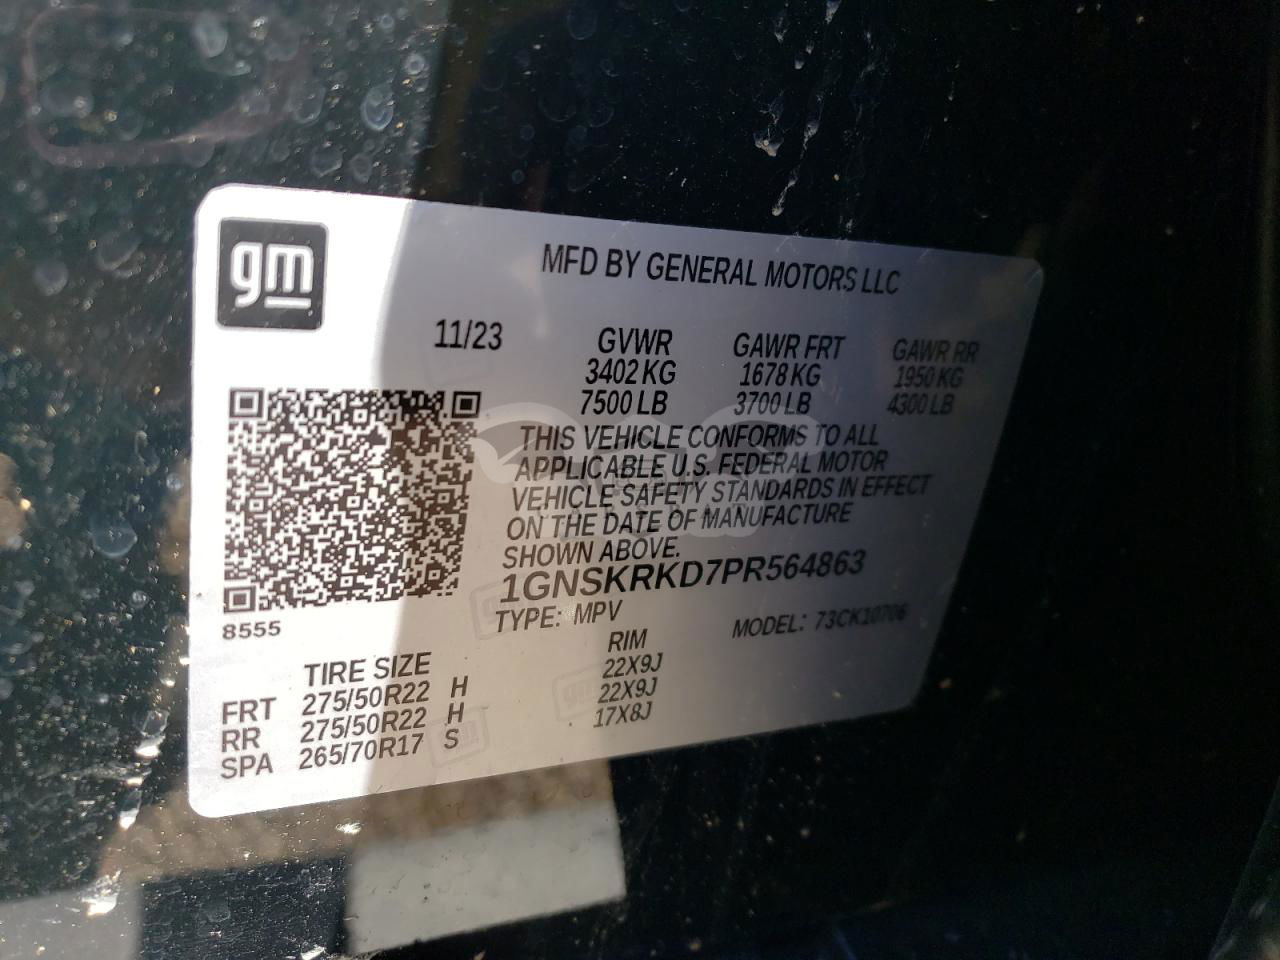 gm
MFD BY GENERAL MOTORS LLC
11/23 GVWR GAWR FRT GAWR RR
3402 KG 1678 KG 1950 KG
7500 LB 3700 LB 4300 LB
THIS VEHICLE CONFORMS TO ALL
APPLICABLE U.S. FEDERAL MOTOR
VEHICLE SAFETY STANDARDS IN EFFECT
ON THE DATE OF MANUFACTURE
SHOWN ABOVE.
1GNSKRKD7PR564863
8555 TYPE: MPV MODEL: 73CK10706
TIRE SIZE RIM
FRT 275/50R22 H 22X9J
RR 275/50R22 H 22X9J
SPA 265/70R17 S 17X8J